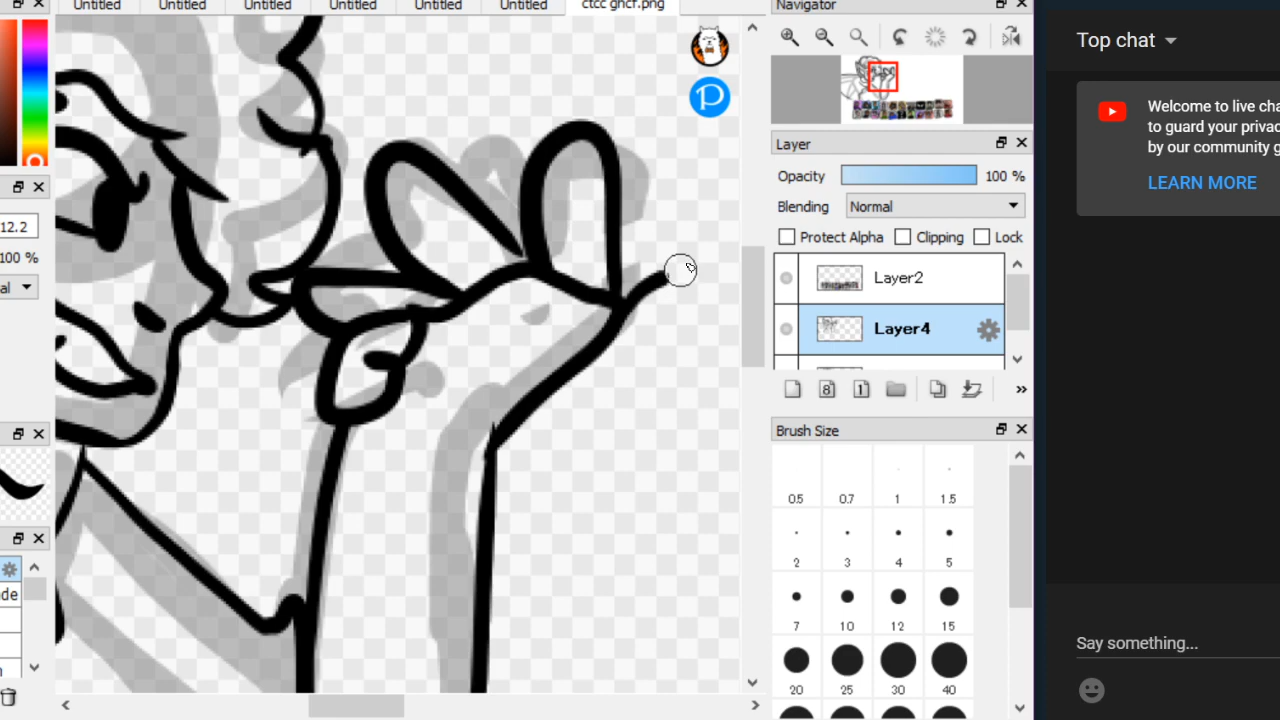 Untitled Untitled Untitled Untitled Untitled Untitled ctcc ghcf.png
Navigator
Top chat
Welcome to live cha
to guard your privac
by our community g
LEARN MORE
Layer
Opacity 100 %
Blending Normal
Protect Alpha Clipping Lock
Layer2
Layer4
8 1 »
Brush Size
0.5 0.7 1 1.5
2 3 4 5
7 10 12 15
20 25 30 40
12.2
100 %
al
de
Say something...